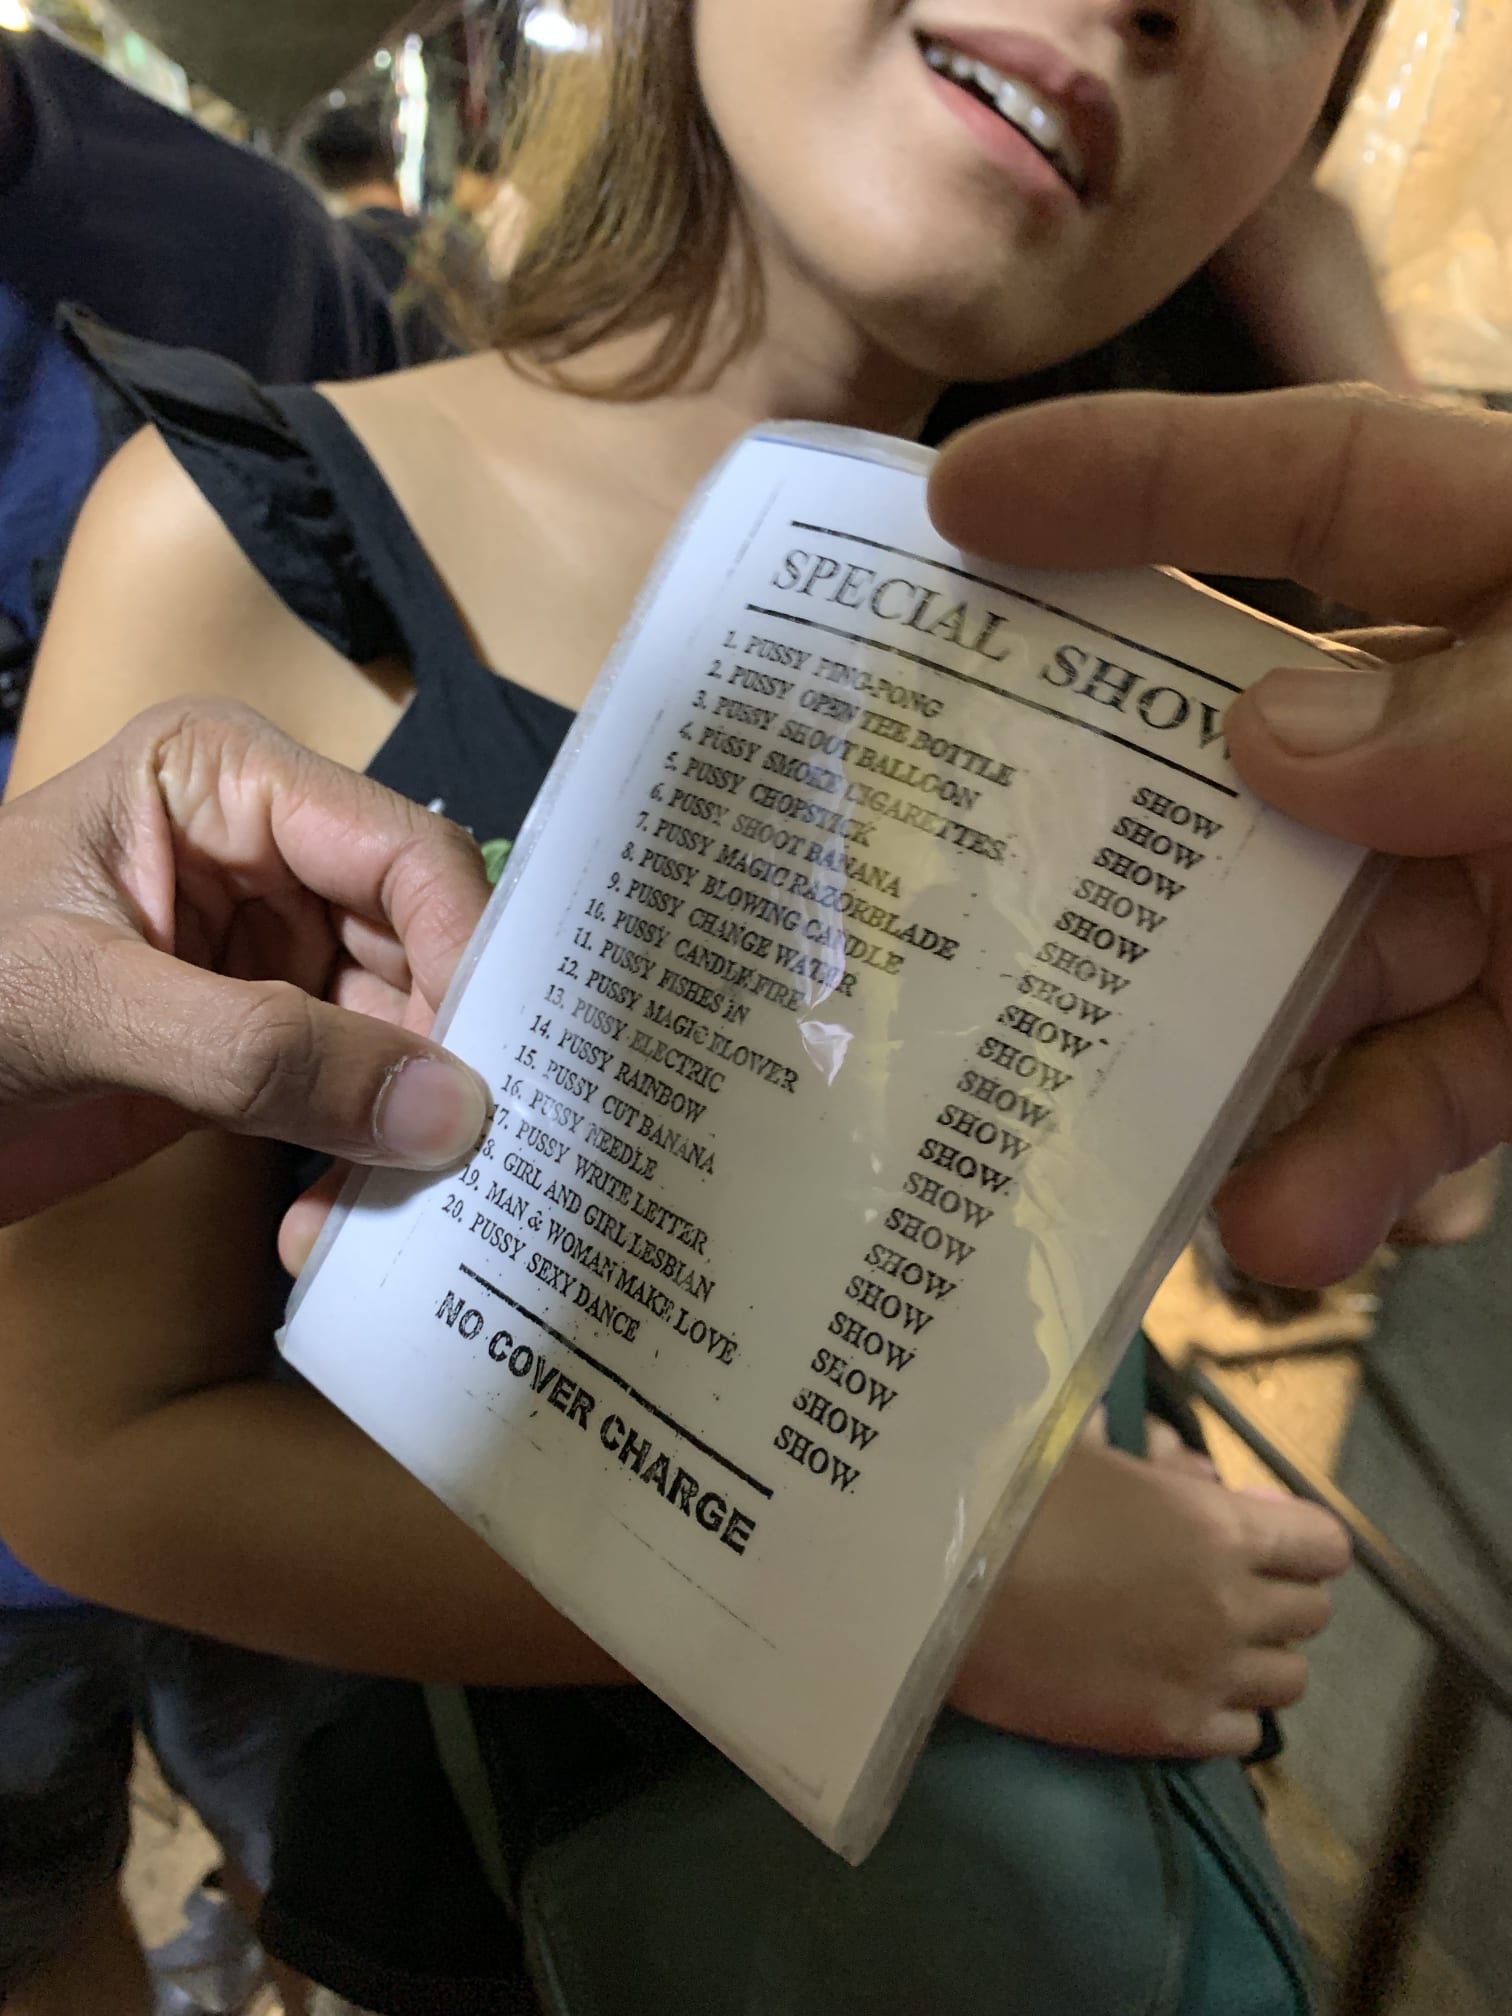 SPECIAL SHOW
1. PUSSY PING-PONG SHOW
2. PUSSY OPEN THE BOTTLE SHOW
3. PUSSY SHOOT BALLOON SHOW
4. PUSSY SMOKE CIGARETTES SHOW
5. PUSSY CHOPSTICK SHOW
6. PUSSY SHOOT BANANA SHOW
7. PUSSY MAGIC RAZORBLADE SHOW
8. PUSSY BLOWING CANDLE SHOW
9. PUSSY CHANGE WATER SHOW
10. PUSSY CANDLE FIRE SHOW
11. PUSSY FISHES iN SHOW
12. PUSSY MAGIC FLOWER SHOW
13. PUSSY ELECTRIC SHOW
14. PUSSY RAINBOW SHOW
15. PUSSY CUT BANANA SHOW
16. PUSSY NEEDLE SHOW
17. PUSSY WRITE LETTER SHOW
18. GIRL AND GIRL LESBIAN SHOW
19. MAN & WOMAN MAKE LOVE SHOW
20. PUSSY SEXY DANCE SHOW
NO COVER CHARGE